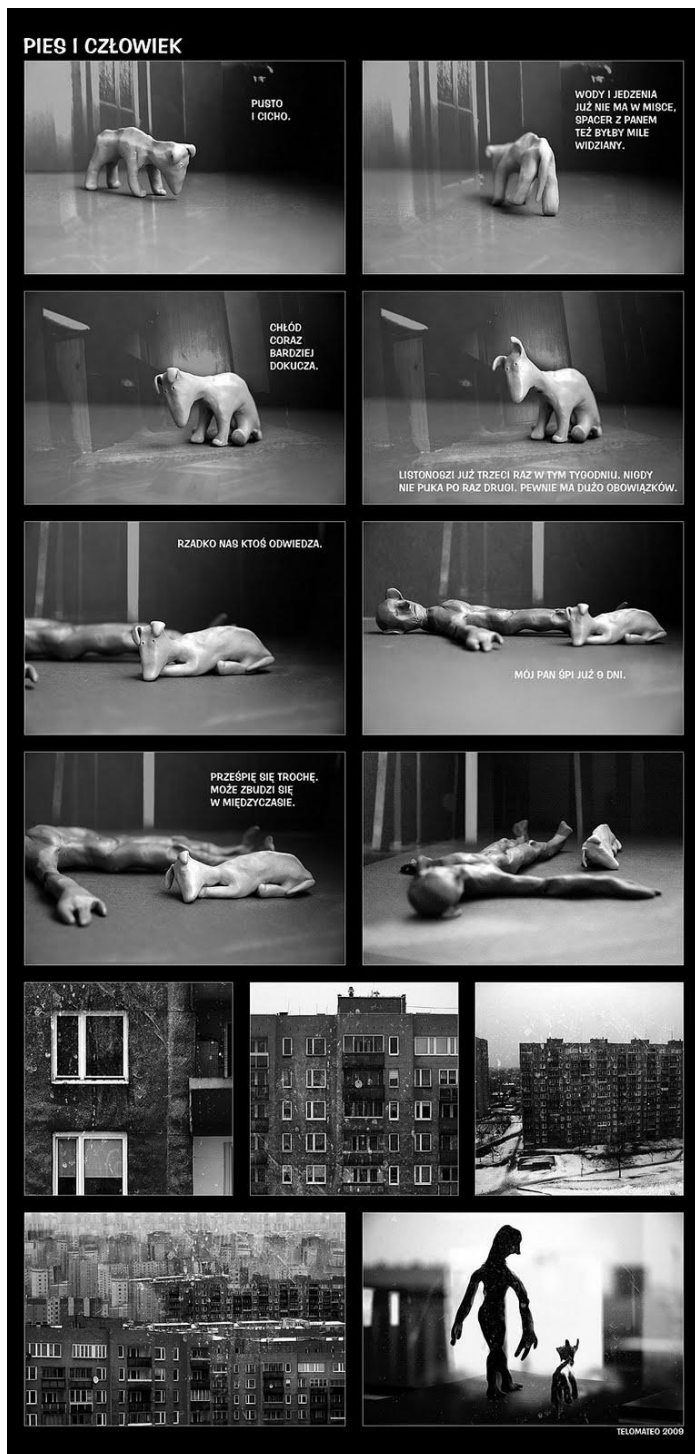 PIES I CZŁOWIEK
PUSTO
I CICHO.
WODY I JEDZENIA
JUŻ NIE MA W MISCE,
SPACER Z PANEM
TEŻ BYŁBY MILE
WIDZIANY.
CHŁÓD
CORAZ
BARDZIEJ
DOKUCZA.
LISTONOSZ! JUŻ TRZECI RAZ W TYM TYGODNIU. NIGDY
NIE PUKA PO RAZ DRUGI. PEWNIE MA DUŻO OBOWIĄZKÓW.
RZADKO NAS KTOŚ ODWIEDZA.
MÓJ PAN ŚPI JUŻ 9 DNI.
PRZEŚPIĘ SIĘ TROCHĘ.
MOŻE ZBUDZI SIĘ
W MIĘDZYCZASIE.
TELOMATEO 2009